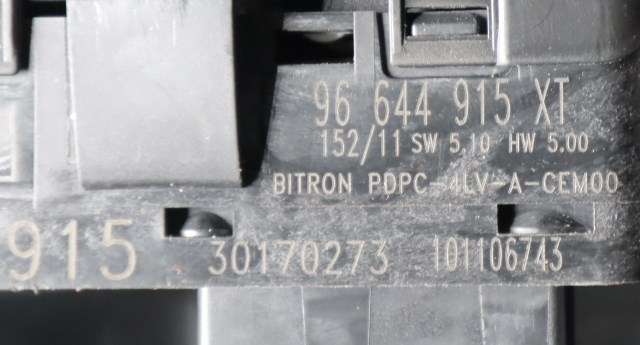 96 644 915 XT
152/11 SW 5.10 HW 5.00
BITRON PDPC-4LV-A-CEM00
915 30170273 101106743